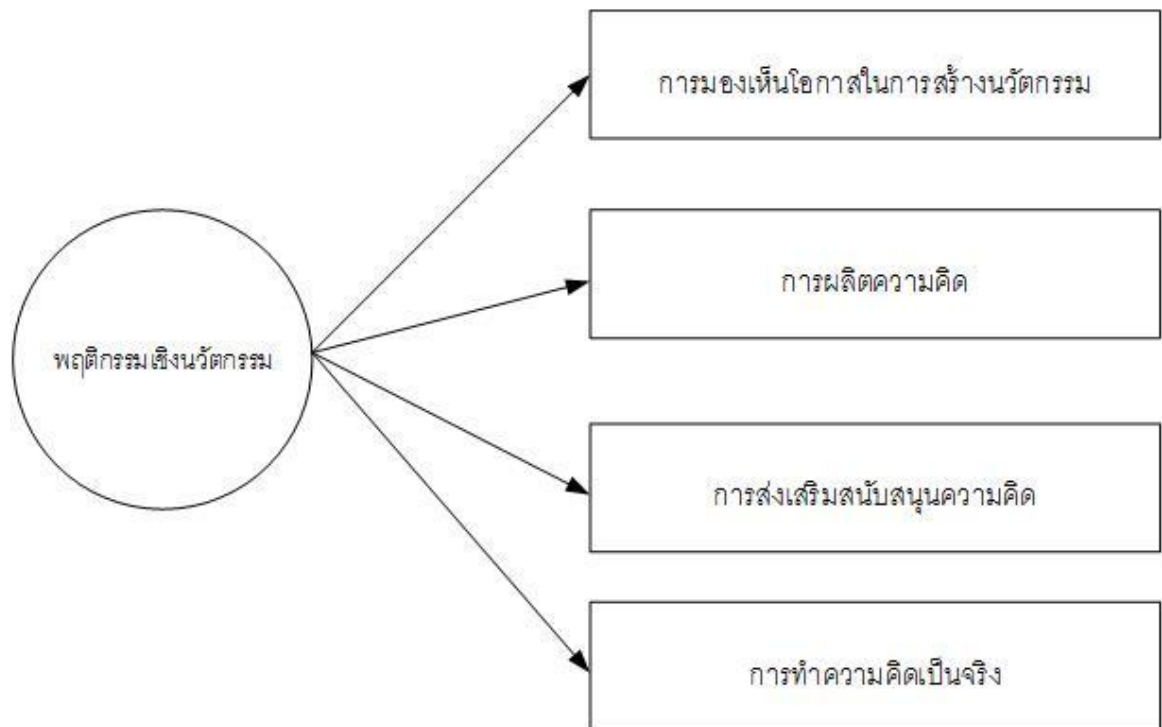 การมองเห็นโอกาสในการสร้างนวัตกรรม
การผลิตความคิด
พฤติกรรมเชิงนวัตกรรม
การส่งเสริมสนับสนุนความคิด
การทำความคิดเป็นจริง